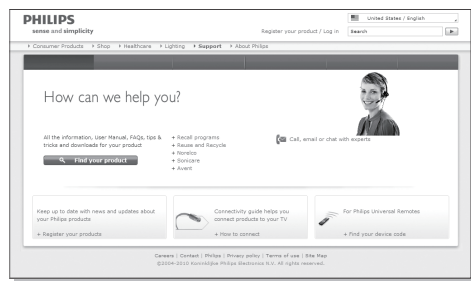 PHILIPS
sense and simplicity
United States / English
Register your product / Log in
Search
Consumer Products
Shop
Healthcare
Lighting
Support
About Philips
How can we help you?
All the information, User Manual, FAQs, tips &
tricks and downloads for your product
Find your product
+ Recall programs
+ Reuse and Recycle
+ Norelco
+ Sonicare
+ Avent
Call, email or chat with experts
Keep up to date with news and updates about
your Philips products
+ Register your products
Connectivity guide helps you
connect products to your TV
+ How to connect
For Philips Universal Remotes
+ Find your device code
Careers | Contact | Philips | Privacy policy | Terms of use | Site Map
©2004-2010 Koninklijke Philips Electronics N.V. All rights reserved.